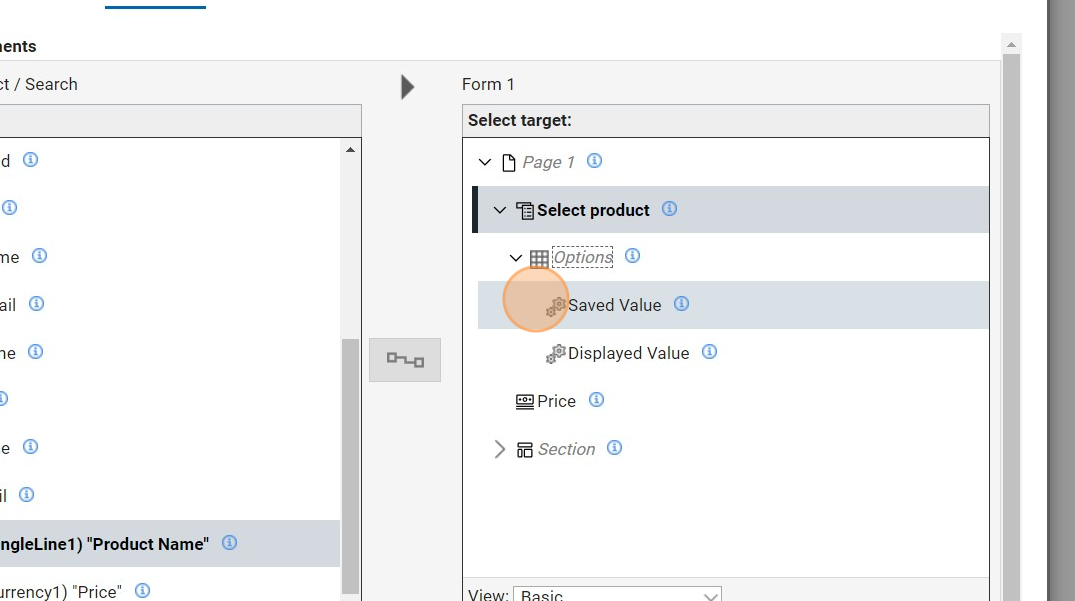 ents
ct / Search
Form 1
Select target:
d
Page 1
Select product
me
Options
ail
Saved Value
ne
Displayed Value
Price
e
Section
il
ngleLine1) "Product Name"
urrency1) "Price"
View: Basic